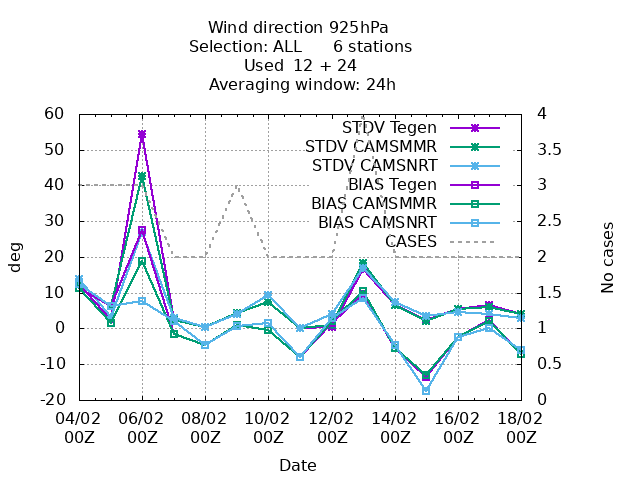 Wind direction 925hPa
Selection: ALL 6 stations
Used 12 + 24
Averaging window: 24h
60 4
50 3.5
40 3
30 2.5
20 2
10 1.5
0 1
-10 0.5
-20 0
STDV Tegen
STDV CAMSMMR
STDV CAMSNRT
BIAS Tegen
BIAS CAMSMMR
BIAS CAMSNRT
CASES
deg
No cases
04/02 06/02 08/02 10/02 12/02 14/02 16/02 18/02
00Z 00Z 00Z 00Z 00Z 00Z 00Z 00Z
Date